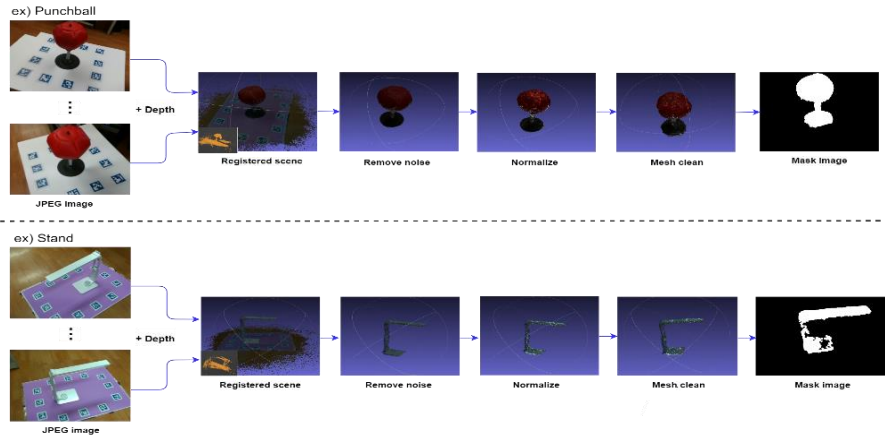 ex) Punchball
+ Depth
Registered scene
Remove noise
Normalize
Mesh clean
Mask Image
JPEG Image
ex) Stand
+ Depth
Registered scene
Remove noise
Normalize
Mesh clean
Mask image
JPEG image